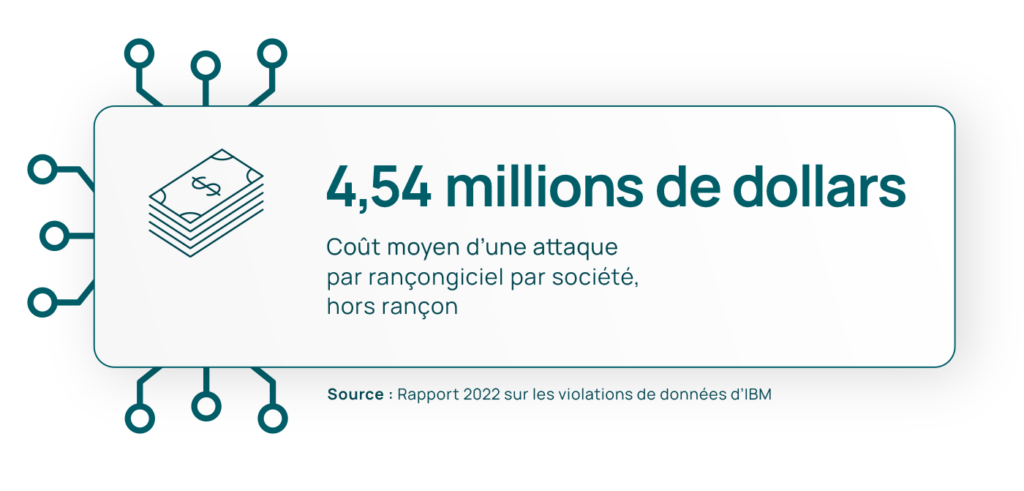 4,54 millions de dollars
Coût moyen d’une attaque
par rançongiciel par société,
hors rançon
Source : Rapport 2022 sur les violations de données d’IBM